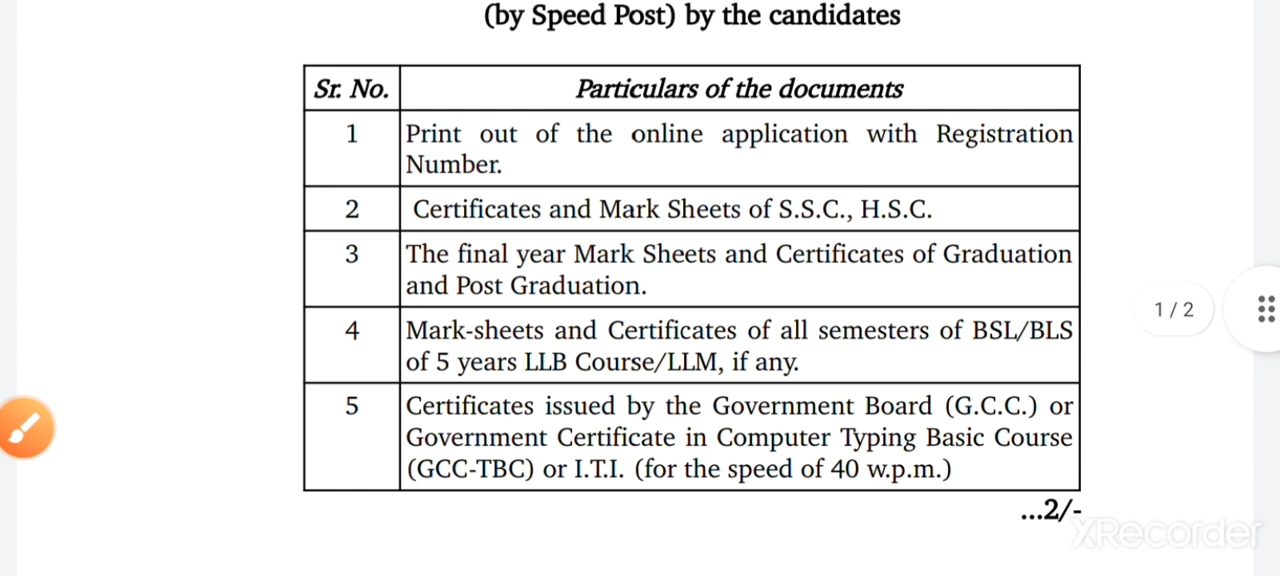 (by Speed Post) by the candidates
Sr. No. Particulars of the documents
1 Print out of the online application with Registration
Number.
2 Certificates and Mark Sheets of S.S.C., H.S.C.
3 The final year Mark Sheets and Certificates of Graduation
and Post Graduation.
4 Mark-sheets and Certificates of all semesters of BSL/BLS
of 5 years LLB Course/LLM, if any.
5 Certificates issued by the Government Board (G.C.C.) or
Government Certificate in Computer Typing Basic Course
(GCC-TBC) or I.T.I. (for the speed of 40 w.p.m.)
...2/-
1 / 2
XRecorder